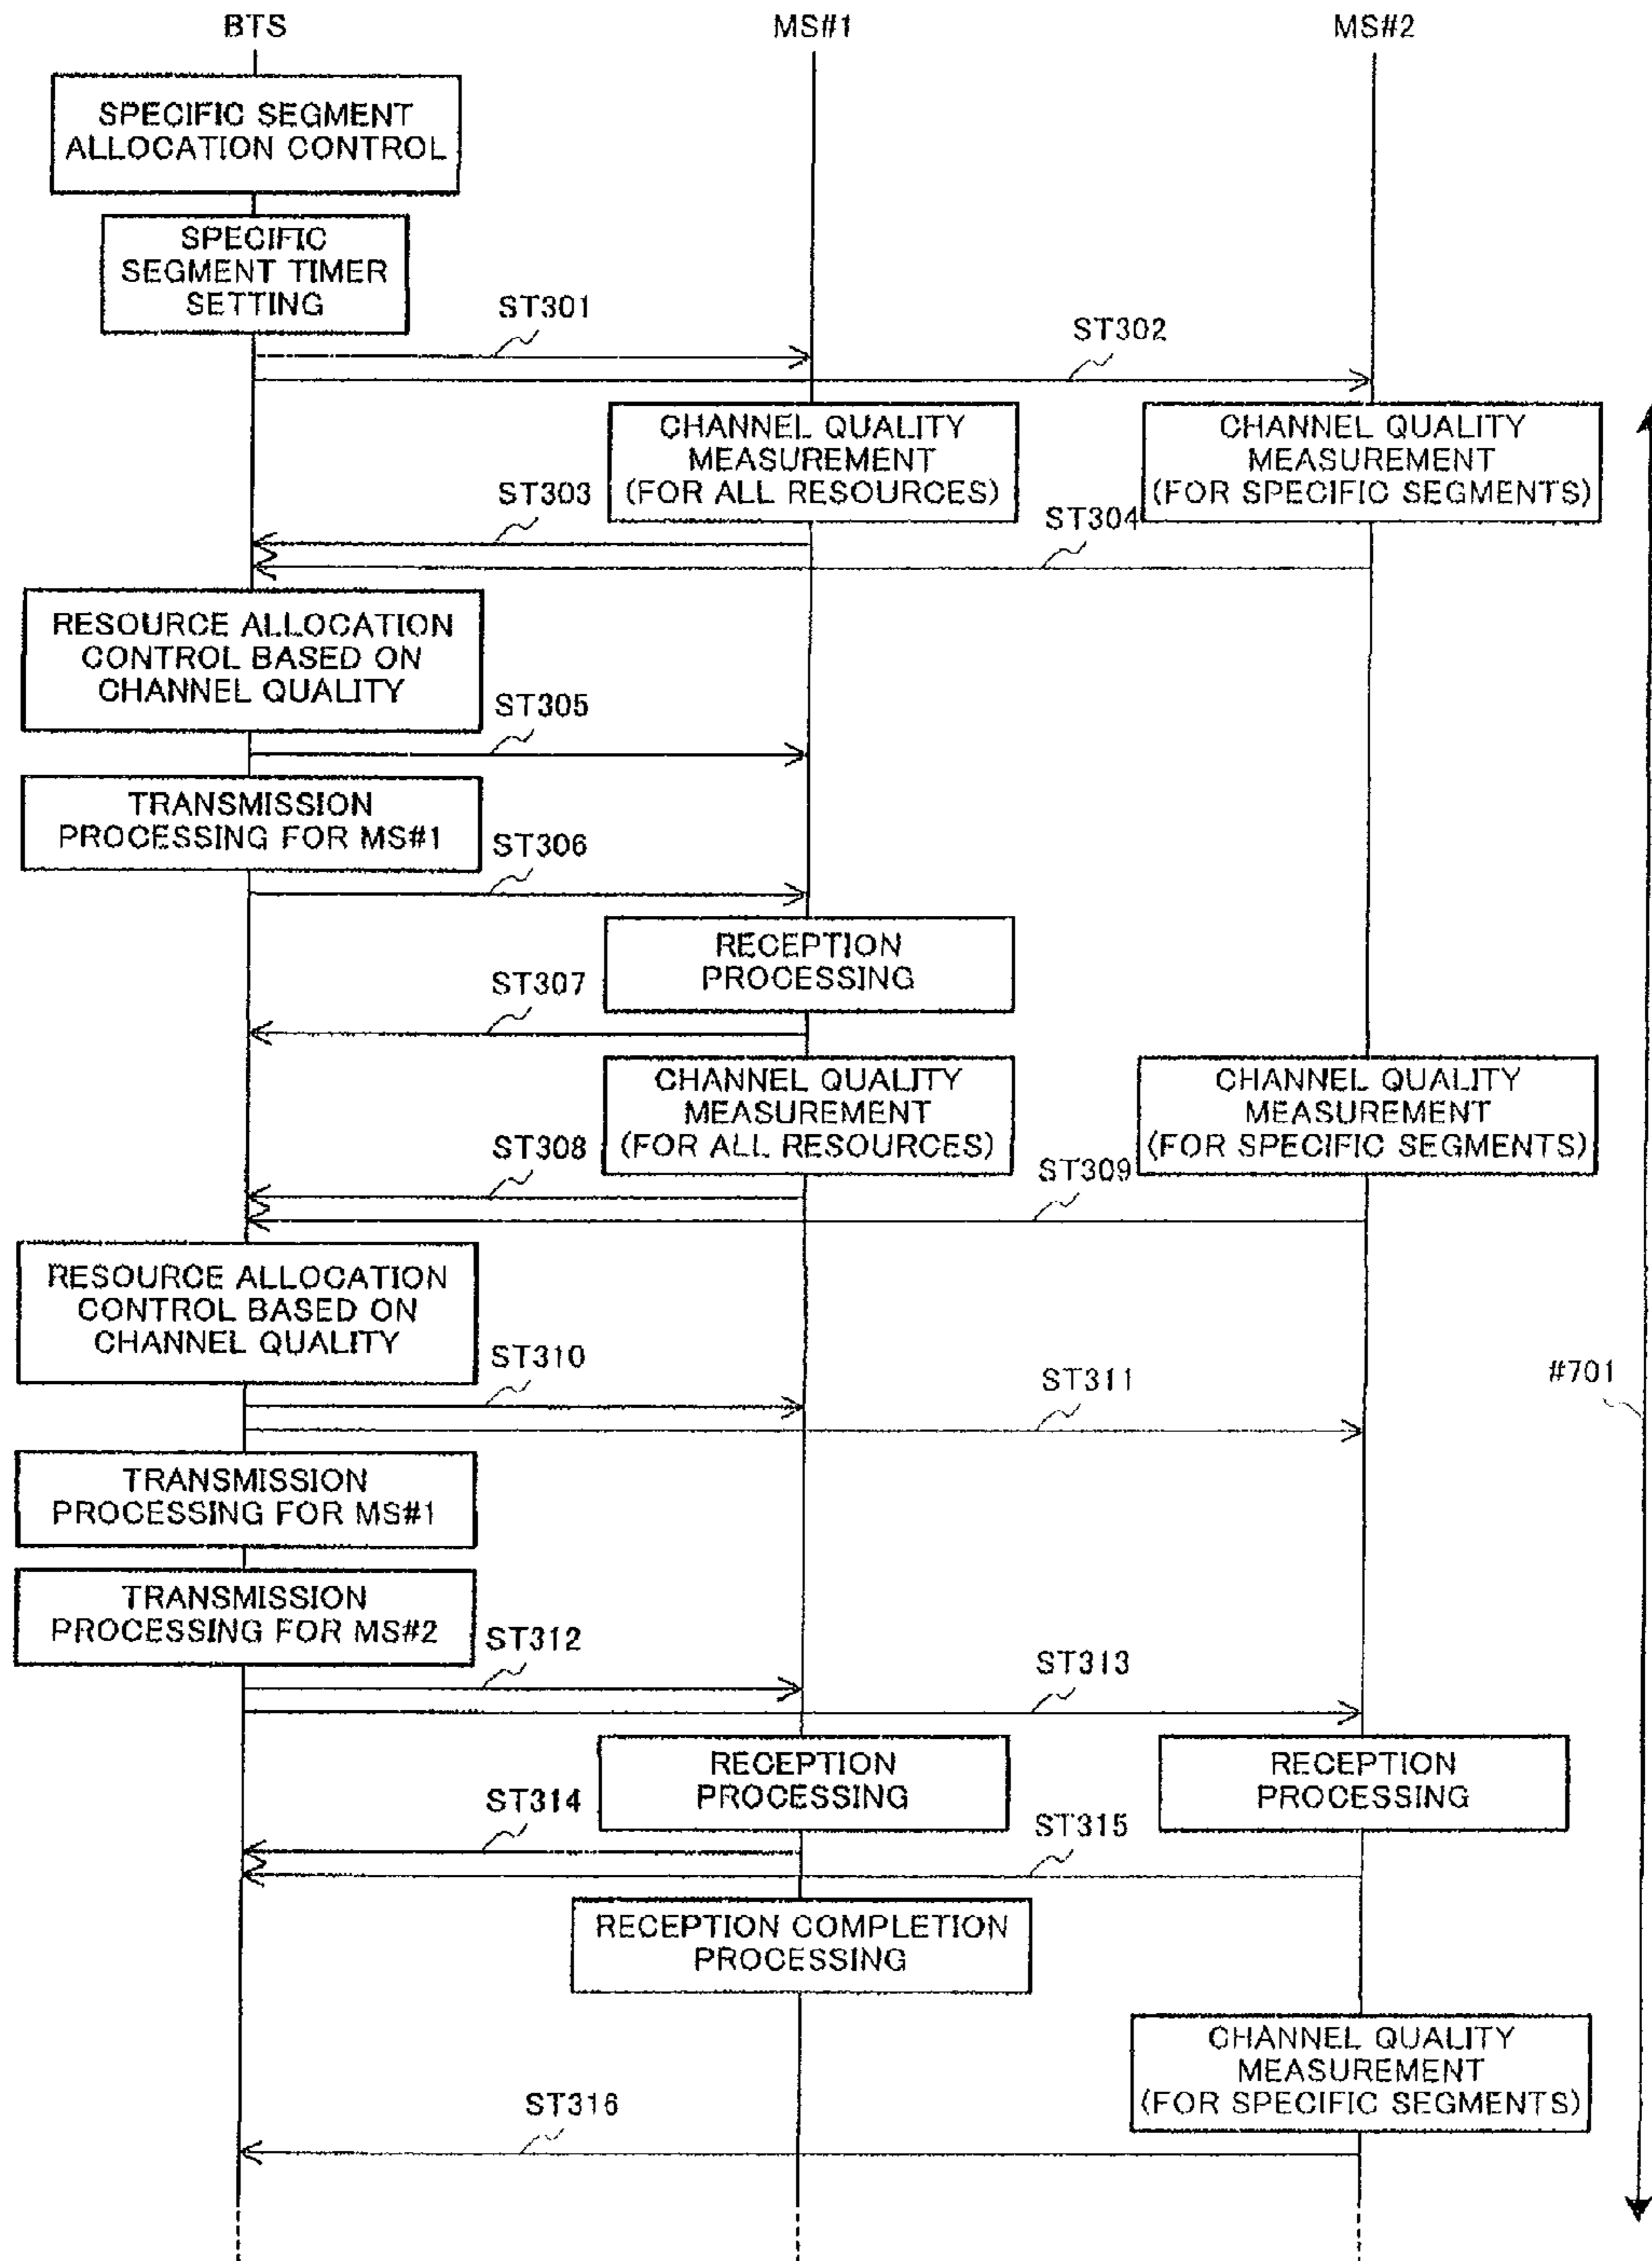 BTS
MS#1
MS#2
SPECIFIC SEGMENT
ALLOCATION CONTROL
SPECIFIC
SEGMENT TIMER
SETTING
ST301
ST302
CHANNEL QUALITY
MEASUREMENT
(FOR ALL RESOURCES)
CHANNEL QUALITY
MEASUREMENT
(FOR SPECIFIC SEGMENTS)
ST303
ST304
RESOURCE ALLOCATION
CONTROL BASED ON
CHANNEL QUALITY
ST305
TRANSMISSION
PROCESSING FOR MS#1
ST306
RECEPTION
PROCESSING
ST307
CHANNEL QUALITY
MEASUREMENT
(FOR ALL RESOURCES)
CHANNEL QUALITY
MEASUREMENT
(FOR SPECIFIC SEGMENTS)
ST308
ST309
RESOURCE ALLOCATION
CONTROL BASED ON
CHANNEL QUALITY
ST310
ST311
#701
TRANSMISSION
PROCESSING FOR MS#1
TRANSMISSION
PROCESSING FOR MS#2
ST312
ST313
RECEPTION
PROCESSING
RECEPTION
PROCESSING
ST314
ST315
RECEPTION COMPLETION
PROCESSING
CHANNEL QUALITY
MEASUREMENT
(FOR SPECIFIC SEGMENTS)
ST316